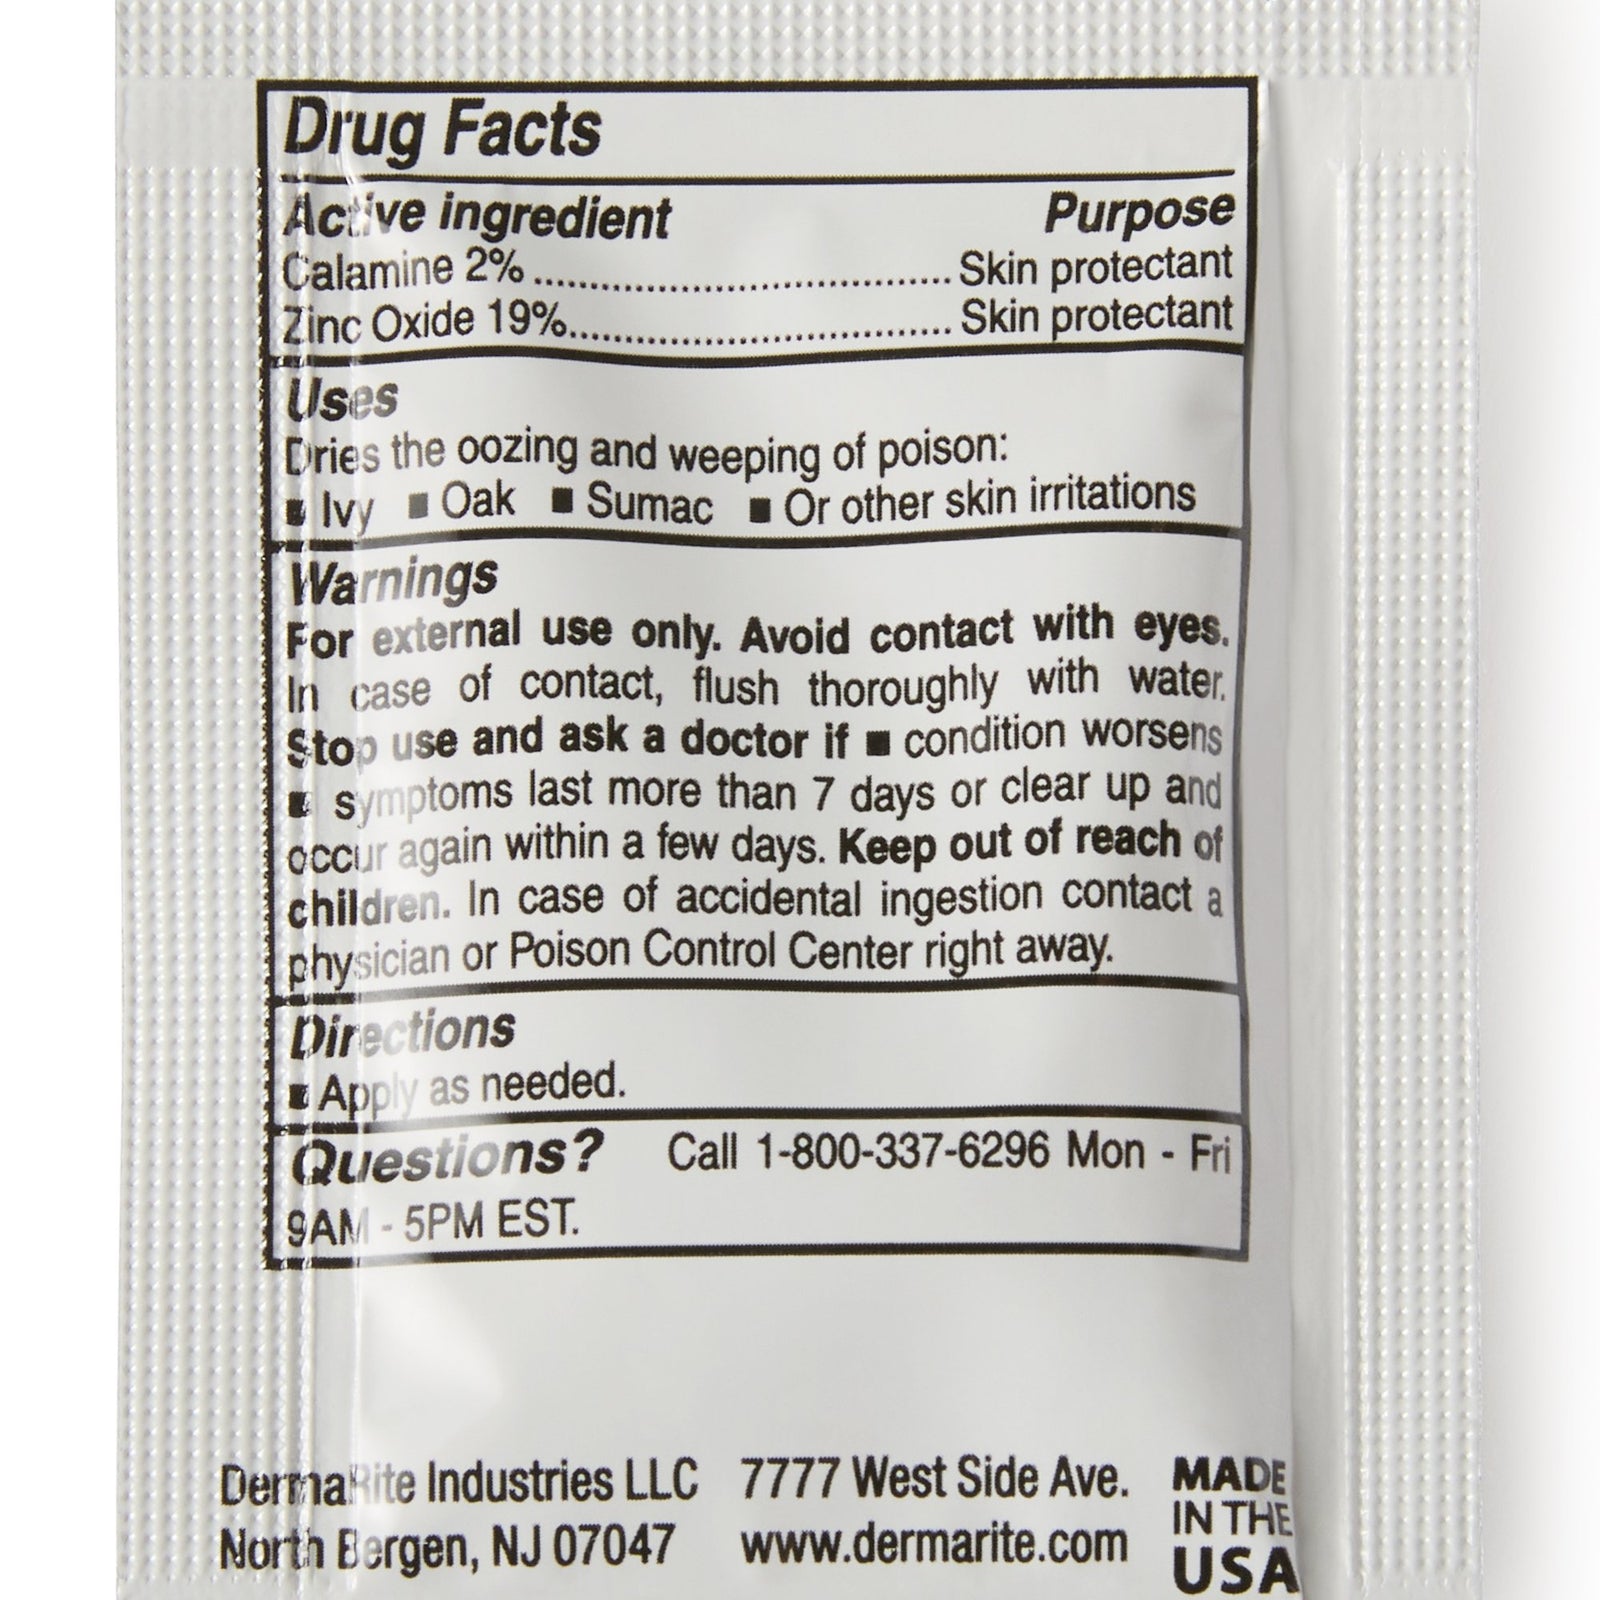 Drug Facts
Active ingredient Purpose
Calamine 2% ........................................ Skin protectant
Zinc Oxide 19%..................................... Skin protectant
Uses
Dries the oozing and weeping of poison:
■ Ivy ■ Oak ■ Sumac ■ Or other skin irritations
Warnings
For external use only. Avoid contact with eyes.
In case of contact, flush thoroughly with water.
Stop use and ask a doctor if ■ condition worsens
■ symptoms last more than 7 days or clear up and
occur again within a few days. Keep out of reach of
children. In case of accidental ingestion contact a
physician or Poison Control Center right away.
Directions
■ Apply as needed.
Questions? Call 1-800-337-6296 Mon - Fri
9AM - 5PM EST.
DermaRite Industries LLC 7777 West Side Ave.
North Bergen, NJ 07047 www.dermarite.com
MADE
IN THE
USA